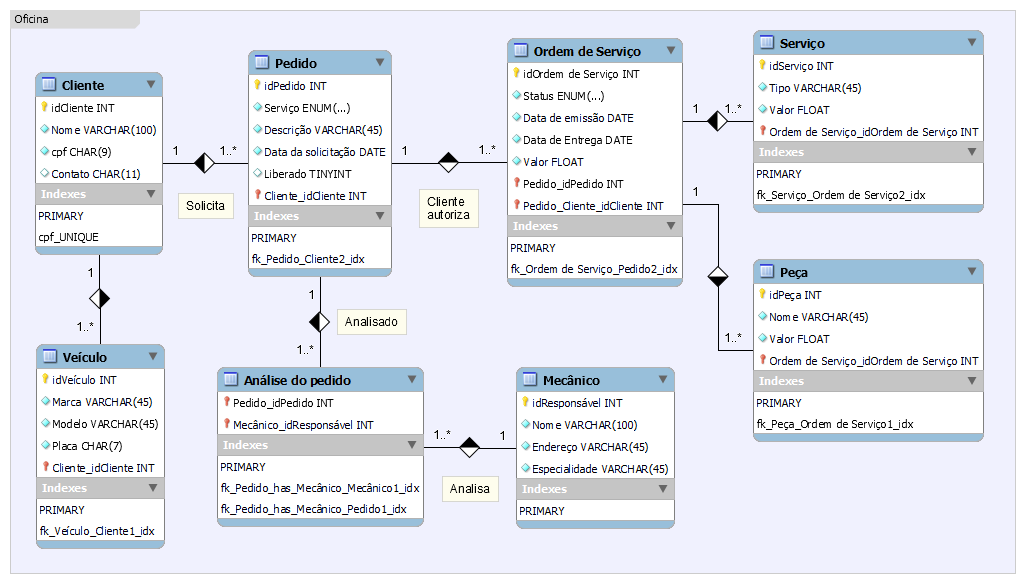 Oficina
Cliente
idCliente INT
Nome VARCHAR(100)
cpf CHAR(9)
Contato CHAR(11)
Indexes
PRIMARY
cpf_UNIQUE
1
1..*
Solicita
Pedido
idPedido INT
Serviço ENUM(...)
Descrição VARCHAR(45)
Data da solicitação DATE
Liberado TINYINT
Cliente_idCliente INT
Indexes
PRIMARY
fk_Pedido_Cliente2_idx
1
1..*
Cliente
autoriza
Ordem de Serviço
idOrdem de Serviço INT
Status ENUM(...)
Data de emissão DATE
Data de Entrega DATE
Valor FLOAT
Pedido_idPedido INT
Pedido_Cliente_idCliente INT
Indexes
PRIMARY
fk_Ordem de Serviço_Pedido2_idx
1
1..*
Serviço
idServiço INT
Tipo VARCHAR(45)
Valor FLOAT
Ordem de Serviço_idOrdem de Serviço INT
Indexes
PRIMARY
fk_Serviço_Ordem de Serviço2_idx
1
1..*
Peça
idPeça INT
Nome VARCHAR(45)
Valor FLOAT
Ordem de Serviço_idOrdem de Serviço INT
Indexes
PRIMARY
fk_Peça_Ordem de Serviço1_idx
1
1..*
Veículo
idVeículo INT
Marca VARCHAR(45)
Modelo VARCHAR(45)
Placa CHAR(7)
Cliente_idCliente INT
Indexes
PRIMARY
fk_Veículo_Cliente1_idx
1
Analisado
1..*
Análise do pedido
Pedido_idPedido INT
Mecânico_idResponsável INT
Indexes
PRIMARY
fk_Pedido_has_Mecânico_Mecânico1_idx
fk_Pedido_has_Mecânico_Pedido1_idx
1..*
1
Analisa
Mecânico
idResponsável INT
Nome VARCHAR(100)
Endereço VARCHAR(45)
Especialidade VARCHAR(45)
Indexes
PRIMARY